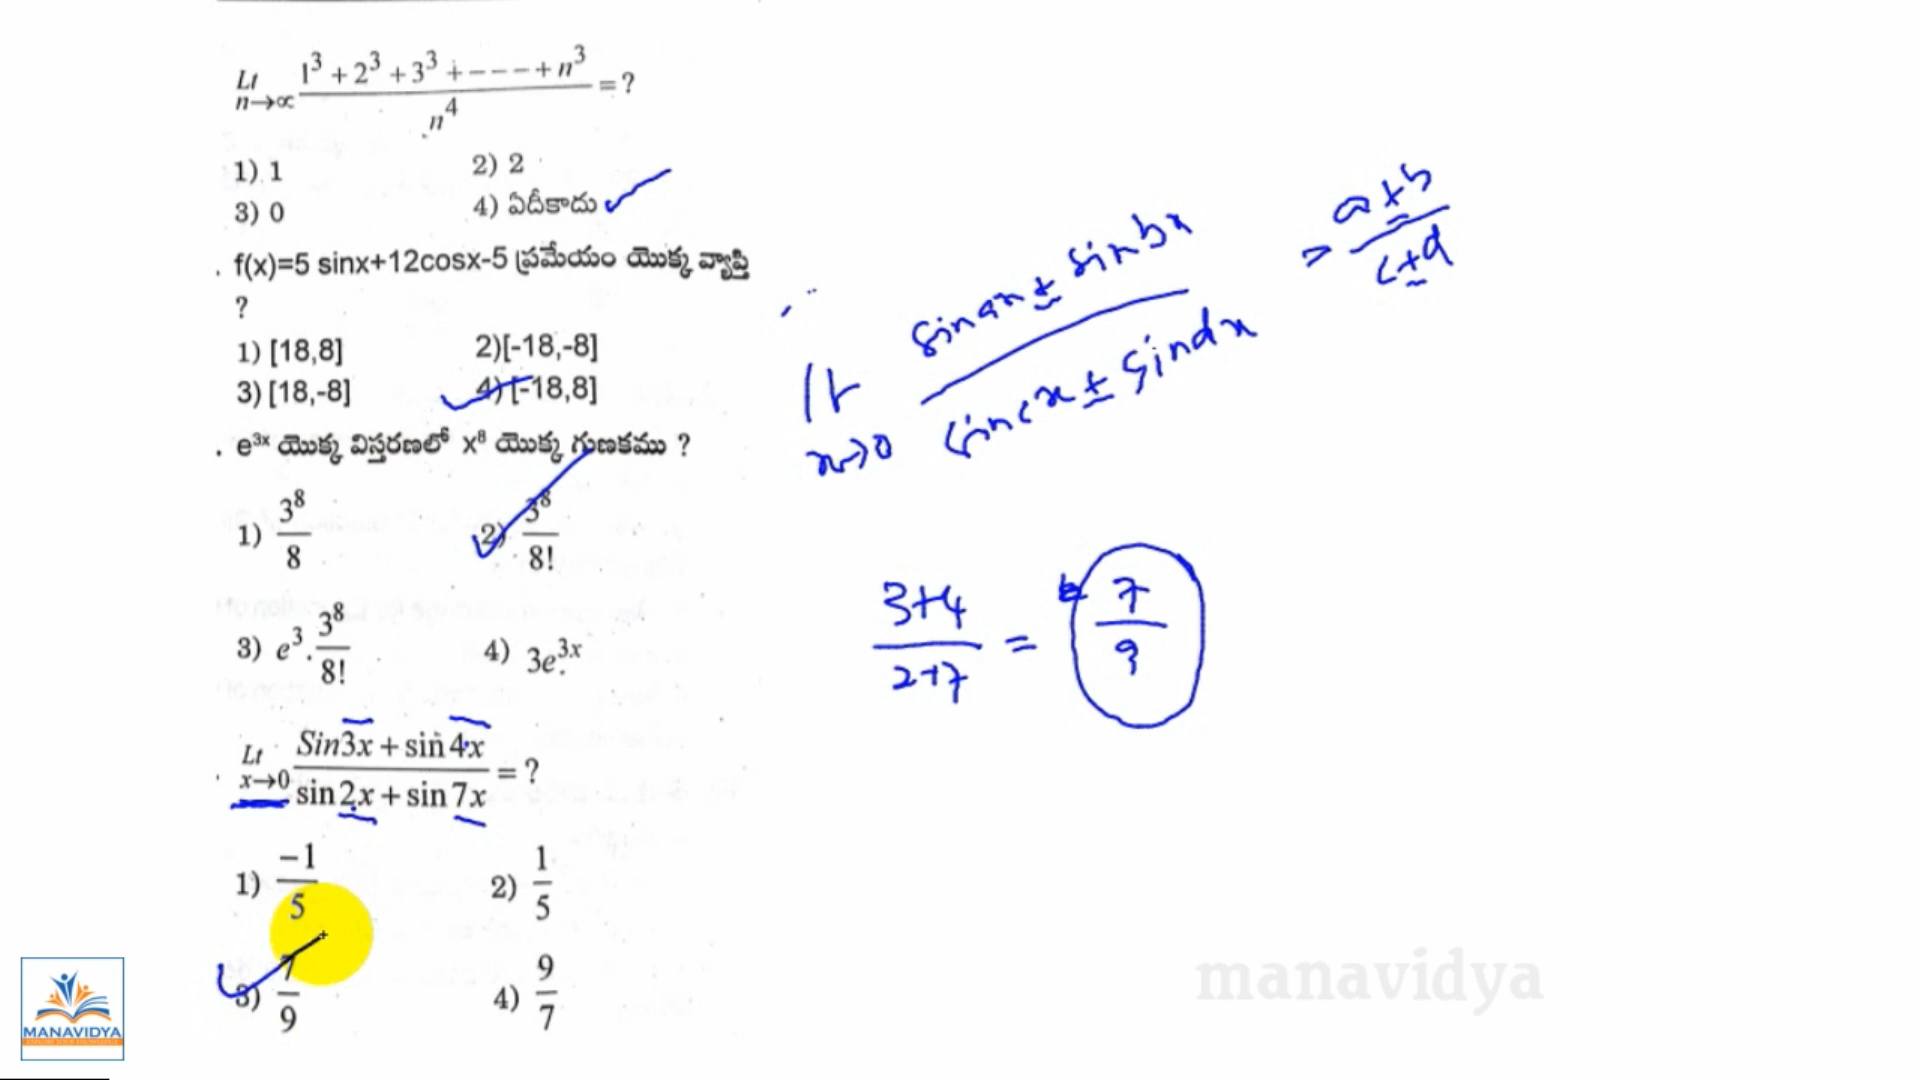 Lt n→∝ (1³ + 2³ + 3³ + ---- + n³) / n⁴ = ?
1) 1 2) 2
3) 0 4) ఏదీకాదు
. f(x)=5 sinx+12cosx-5 ప్రమేయం యొక్క వ్యాప్తి
?
1) [18,8] 2)[-18,-8]
3) [18,-8] 4) [-18,8]
. e³ˣ యొక్క విస్తరణలో x⁸ యొక్క గుణకము ?
1) 3⁸/8 2) 3⁸/8!
3) e³.3⁸/8! 4) 3e³ˣ
. Lt x→0 (Sin3x + sin 4x) / (sin 2x + sin 7x) = ?
1) -1/5 2) 1/5
3) 7/9 4) 9/7
lt x→0 (sin ax ± sin bx) / (sin cx ± sin dx) = (a ± b) / (c ± d)
(3+4) / (2+7) = 7/9
manavidya
MANAVIDYA